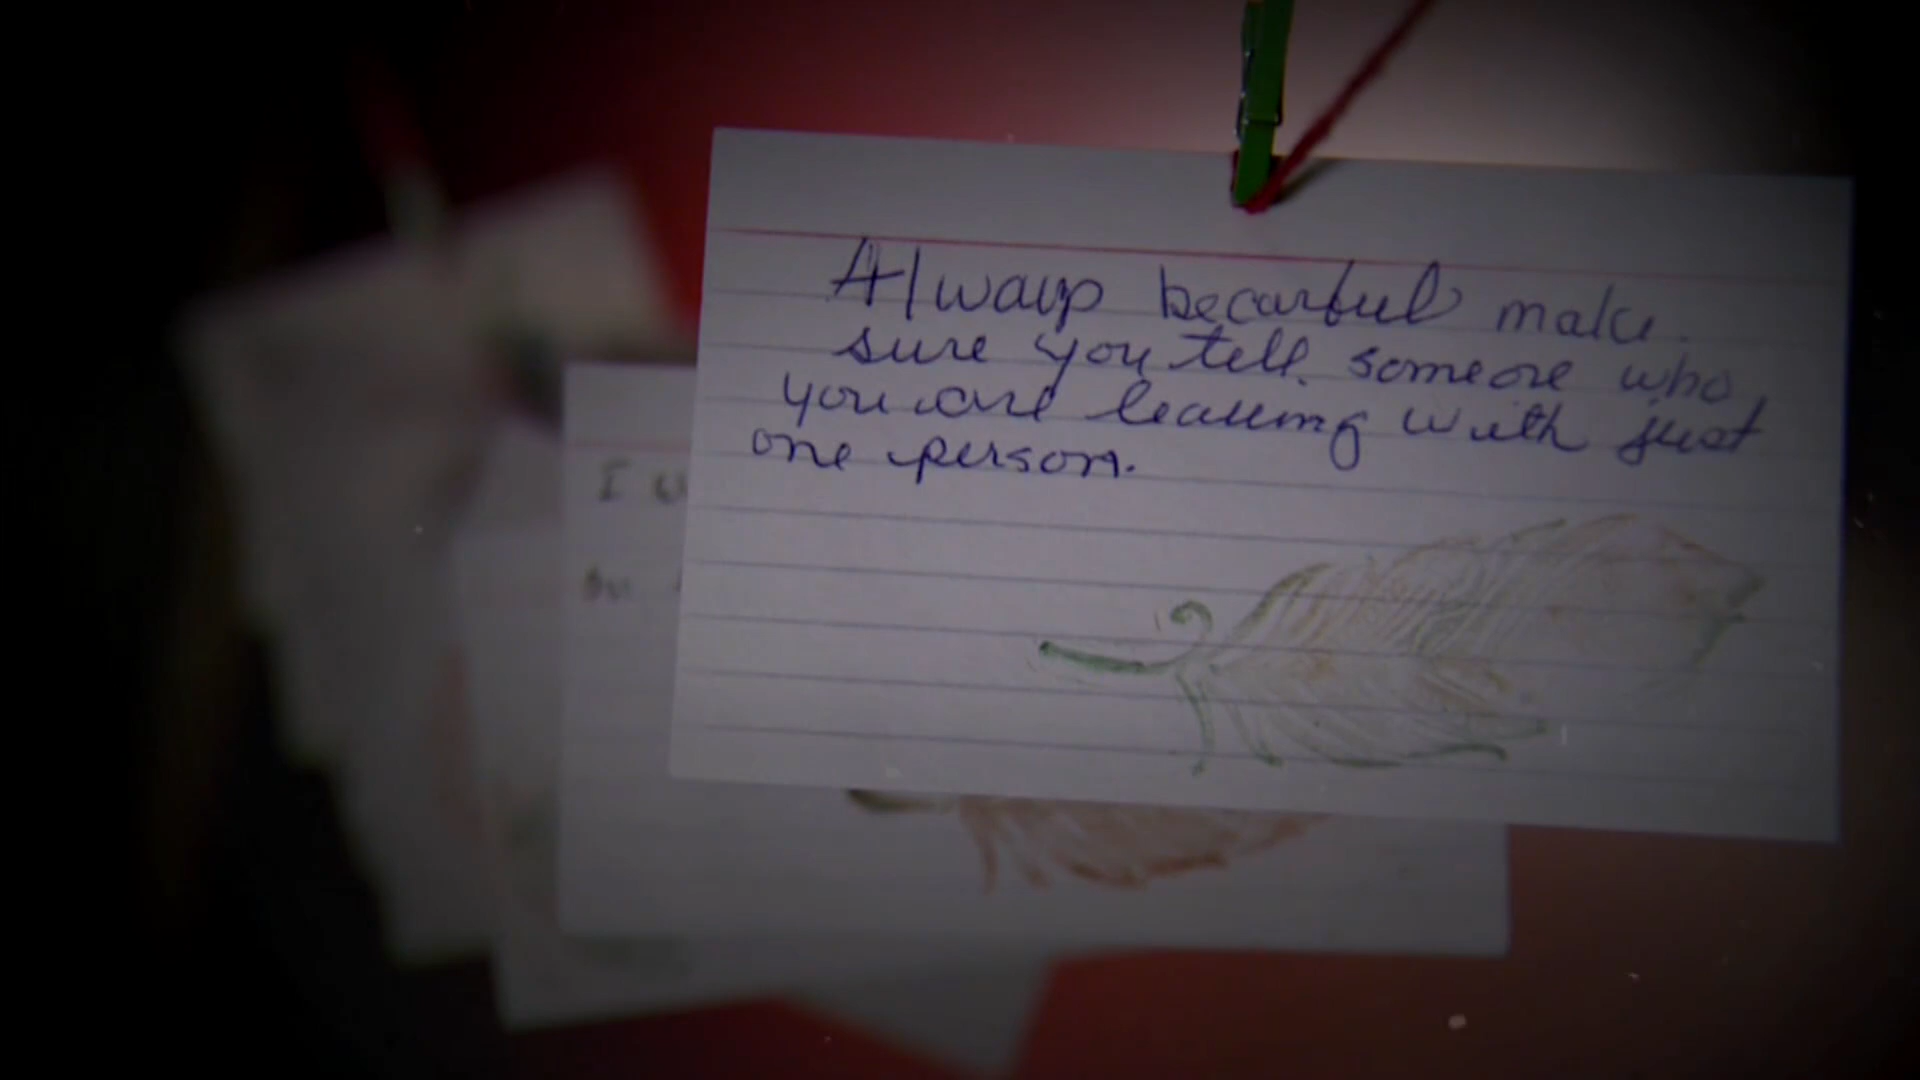 Always becarful make
sure you tell someone who
you are leaving with just
one person.
I